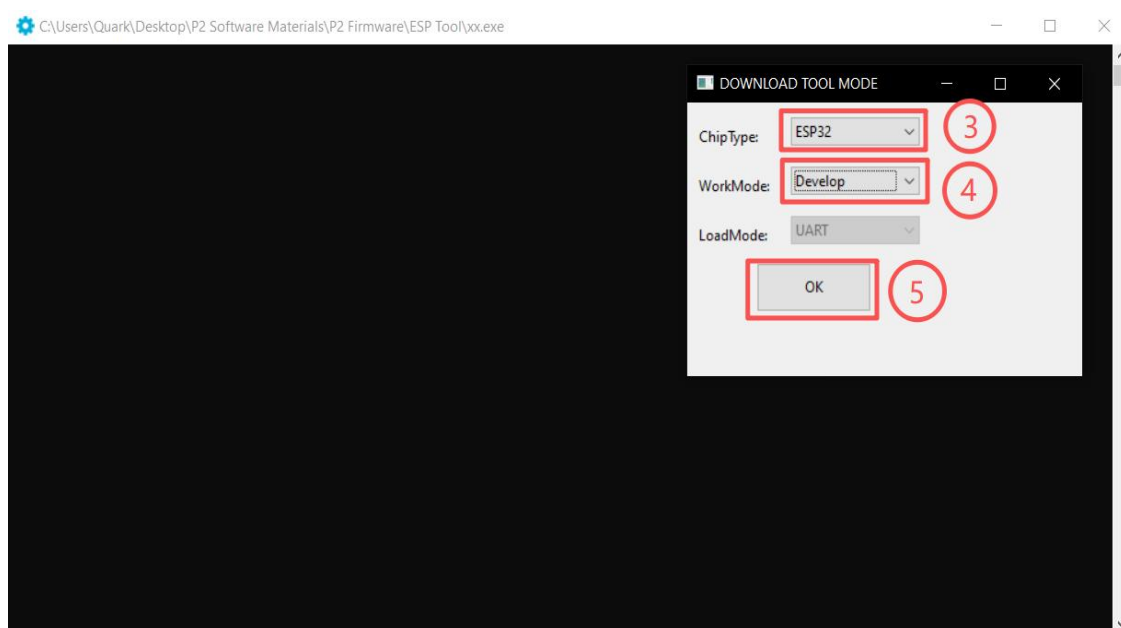 C:\Users\Quark\Desktop\P2 Software Materials\P2 Firmware\ESP Tool\xx.exe
DOWNLOAD TOOL MODE
ChipType: ESP32 3
WorkMode: Develop 4
LoadMode: UART
OK 5